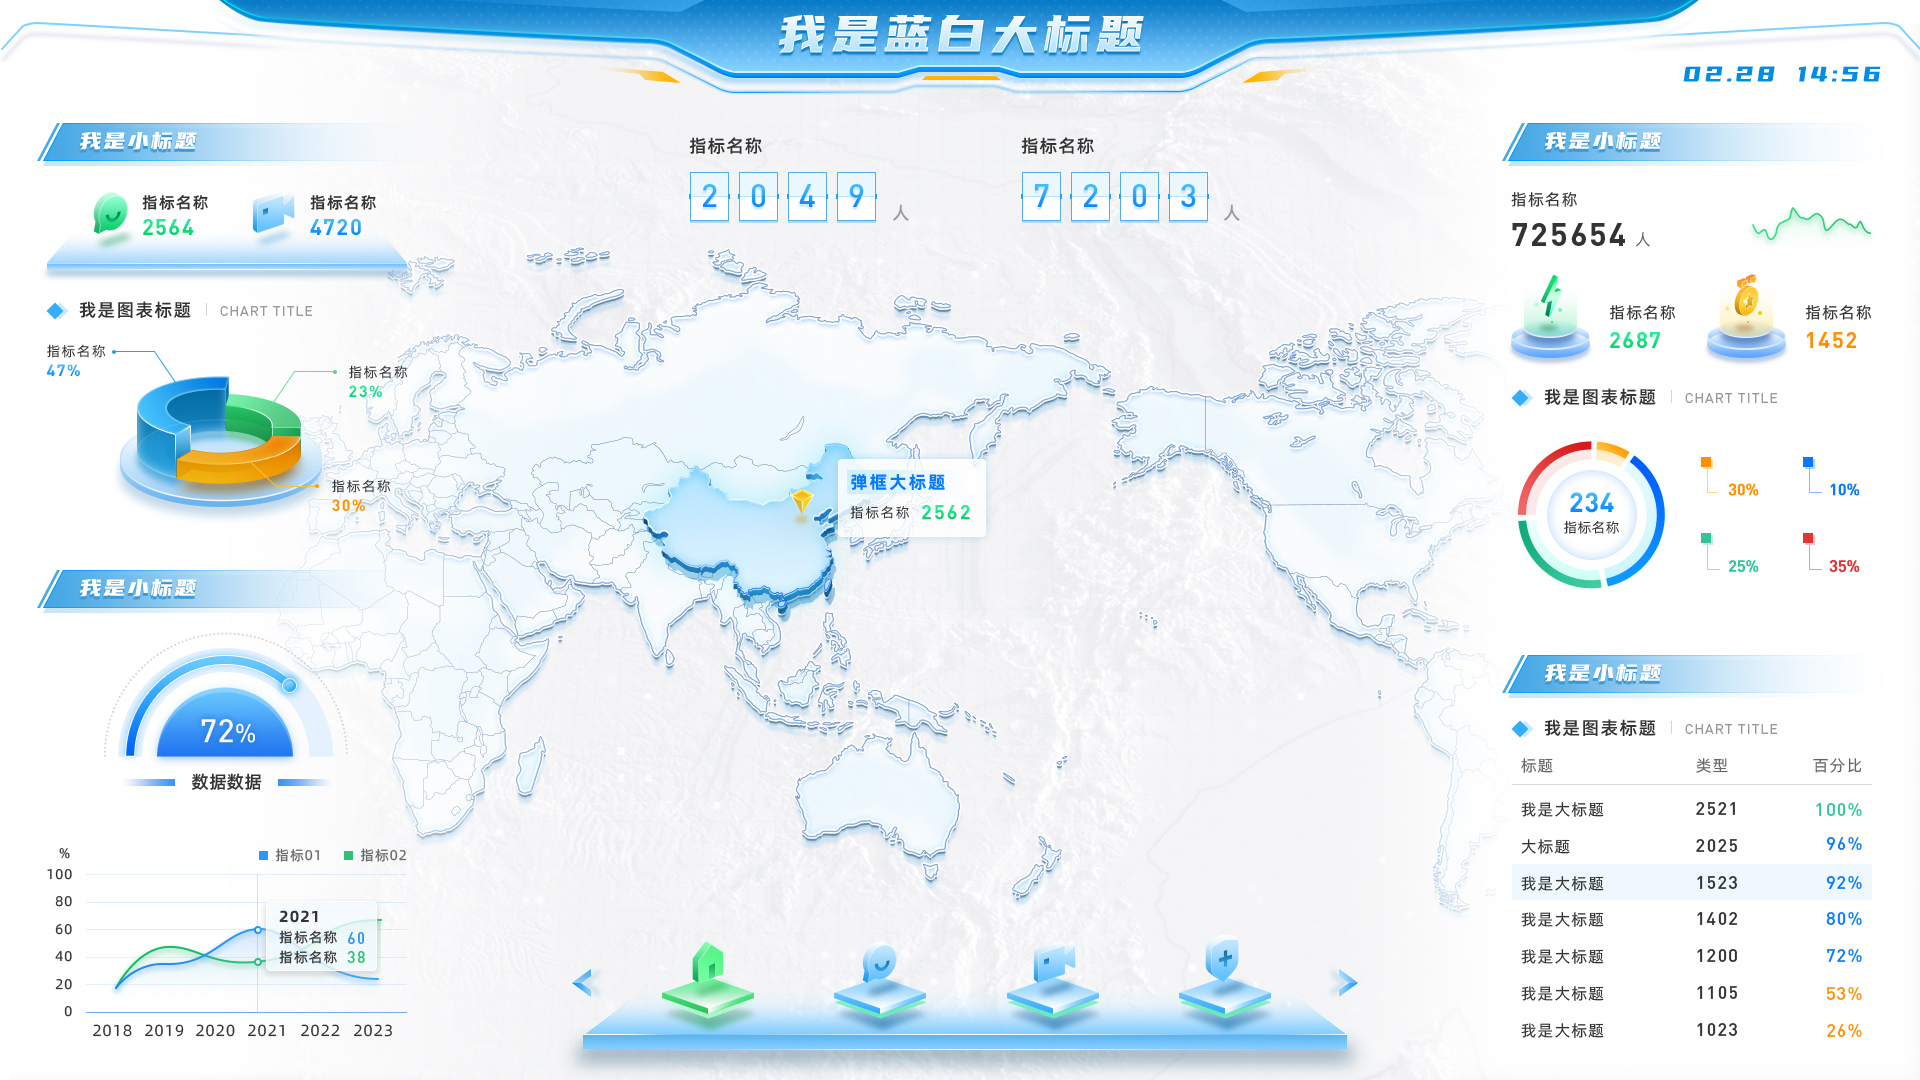 我是蓝白大标题
02.28 14:56
我是小标题
指标名称
2564
指标名称
4720
我是图表标题 CHART TITLE
指标名称
47%
指标名称
23%
指标名称
30%
我是小标题
72%
数据数据
%
指标01 指标02
100
80
60
40
20
0
2021
指标名称 60
指标名称 38
2018 2019 2020 2021 2022 2023
指标名称
2049 人
指标名称
7203 人
弹框大标题
指标名称 2562
我是小标题
指标名称
725654 人
指标名称
2687
指标名称
1452
我是图表标题 CHART TITLE
234
指标名称
30%
10%
25%
35%
我是小标题
我是图表标题 CHART TITLE
标题 类型 百分比
我是大标题 2521 100%
大标题 2025 96%
我是大标题 1523 92%
我是大标题 1402 80%
我是大标题 1200 72%
我是大标题 1105 53%
我是大标题 1023 26%